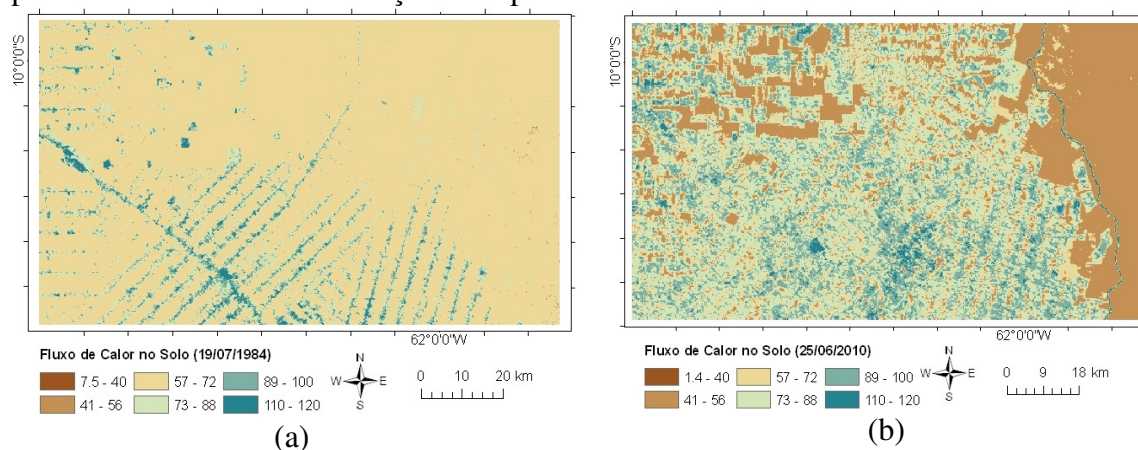 10°0'0"S
62°0'0"W
Fluxo de Calor no Solo (19/07/1984)
7.5 - 40 57 - 72 89 - 100
41 - 56 73 - 88 110 - 120
N
W E
S
0 10 20 km
(a)
10°0'0"S
62°0'0"W
Fluxo de Calor no Solo (25/06/2010)
1.4 - 40 57 - 72 89 - 100
41 - 56 73 - 88 110 - 120
N
W E
S
0 9 18 km
(b)